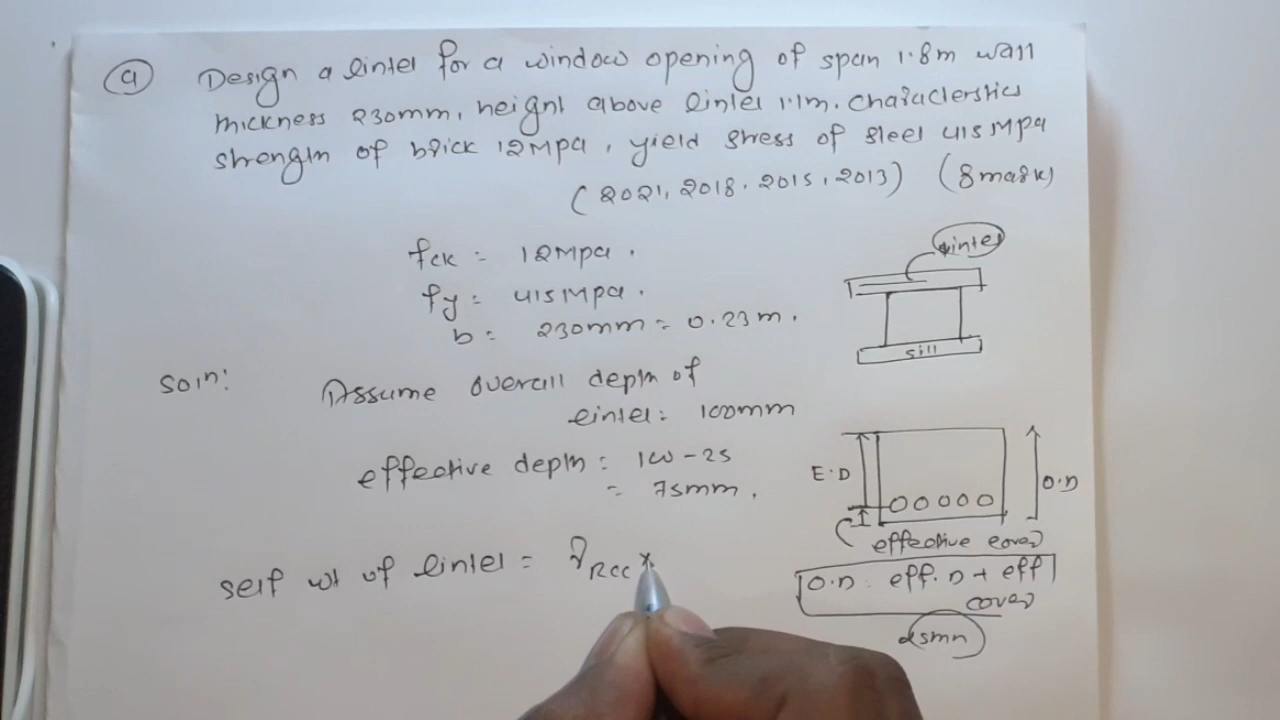 Q Design a lintel for a window opening of span 1.8m wall
thickness 230mm, height above lintel 1.1m. characterstics
strength of brick 12Mpa, yield stress of steel 415Mpa
(2021, 2018, 2015, 2013) (8mark)
fck = 12Mpa.
fy = 415Mpa.
b = 230mm = 0.23m.
lintel
sill
Soln:
Assume overall depth of
lintel = 100mm
effective depth = 100-25
= 75mm.
E.D
O.D
effective cover
O.D = eff.D + eff
cover
25mm
self wt of lintel = γRCC ×